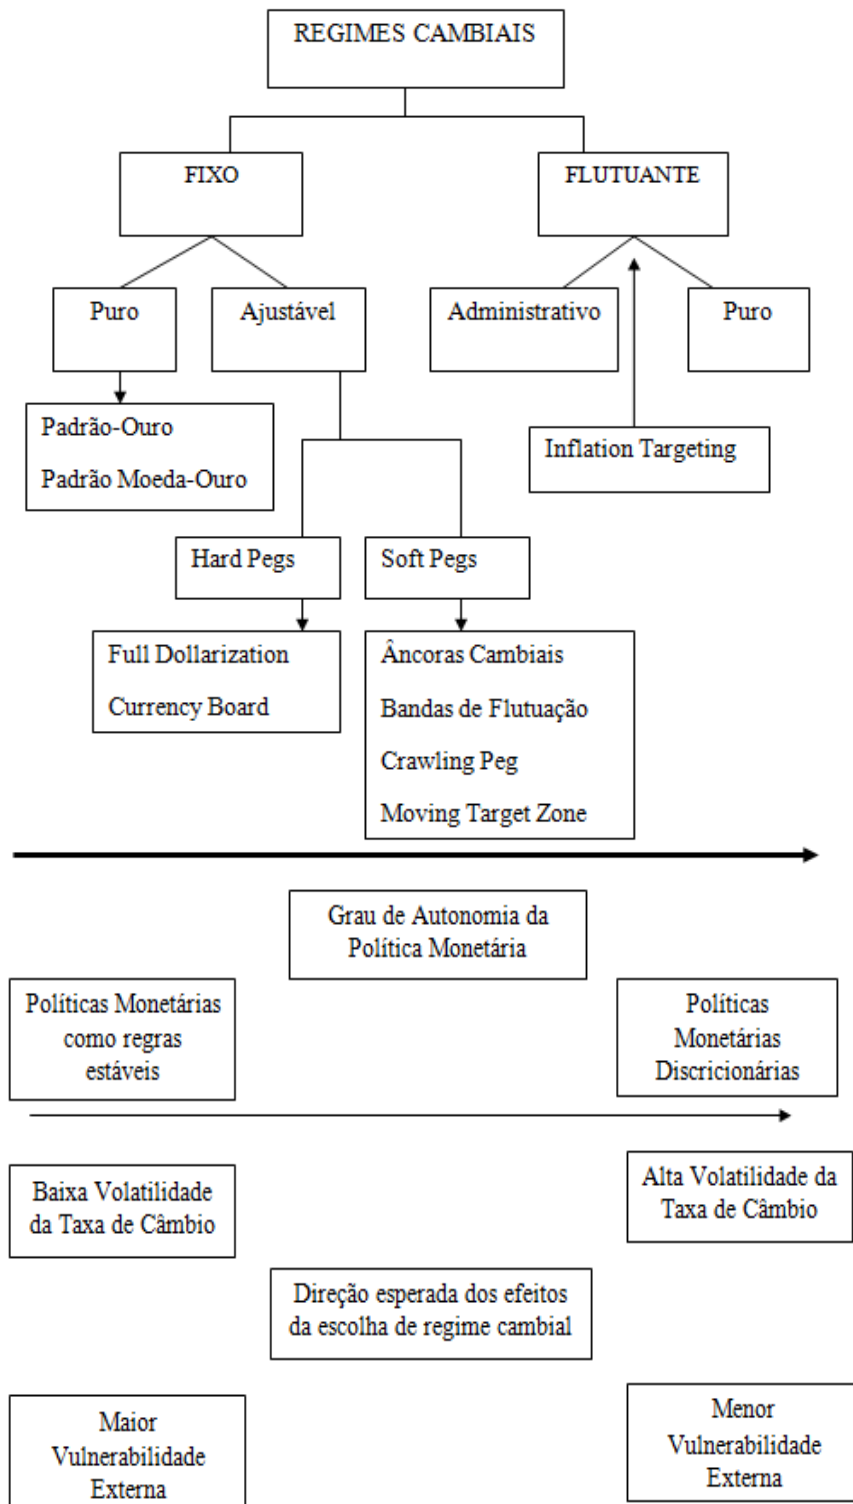 REGIMES CAMBIAIS
FIXO
FLUTUANTE
Puro
Ajustável
Administrativo
Puro
Padrão-Ouro
Padrão Moeda-Ouro
Inflation Targeting
Hard Pegs
Soft Pegs
Full Dollarization
Currency Board
Âncoras Cambiais
Bandas de Flutuação
Crawling Peg
Moving Target Zone
Grau de Autonomia da
Política Monetária
Políticas Monetárias
como regras
estáveis
Políticas
Monetárias
Discricionárias
Baixa Volatilidade
da Taxa de Câmbio
Alta Volatilidade da
Taxa de Câmbio
Direção esperada dos efeitos
da escolha de regime cambial
Maior
Vulnerabilidade
Externa
Menor
Vulnerabilidade
Externa